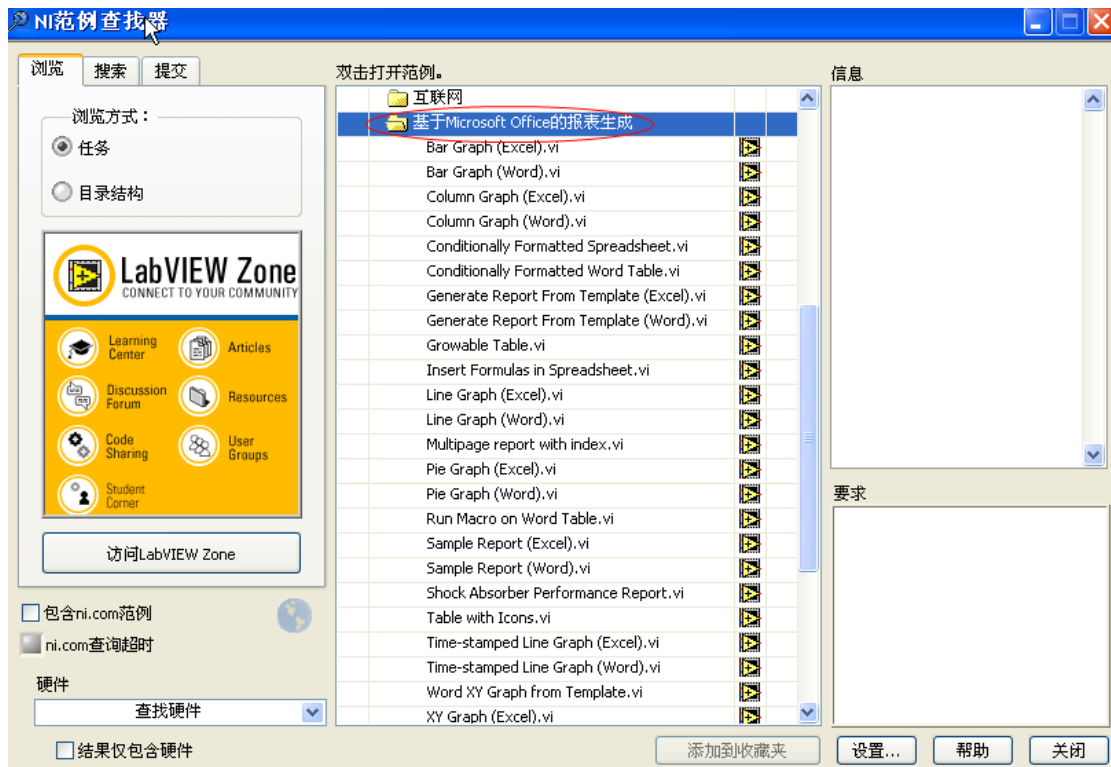 NI范例查找器
浏览
搜索
提交
浏览方式：
任务
目录结构
LabVIEW Zone
CONNECT TO YOUR COMMUNITY
Learning Center
Articles
Discussion Forum
Resources
Code Sharing
User Groups
Student Corner
访问LabVIEW Zone
包含ni.com范例
ni.com查询超时
硬件
查找硬件
结果仅包含硬件
双击打开范例。
互联网
基于Microsoft Office的报表生成
Bar Graph (Excel).vi
Bar Graph (Word).vi
Column Graph (Excel).vi
Column Graph (Word).vi
Conditionally Formatted Spreadsheet.vi
Conditionally Formatted Word Table.vi
Generate Report From Template (Excel).vi
Generate Report From Template (Word).vi
Growable Table.vi
Insert Formulas in Spreadsheet.vi
Line Graph (Excel).vi
Line Graph (Word).vi
Multipage report with index.vi
Pie Graph (Excel).vi
Pie Graph (Word).vi
Run Macro on Word Table.vi
Sample Report (Excel).vi
Sample Report (Word).vi
Shock Absorber Performance Report.vi
Table with Icons.vi
Time-stamped Line Graph (Excel).vi
Time-stamped Line Graph (Word).vi
Word XY Graph from Template.vi
XY Graph (Excel).vi
信息
要求
添加到收藏夹
设置...
帮助
关闭